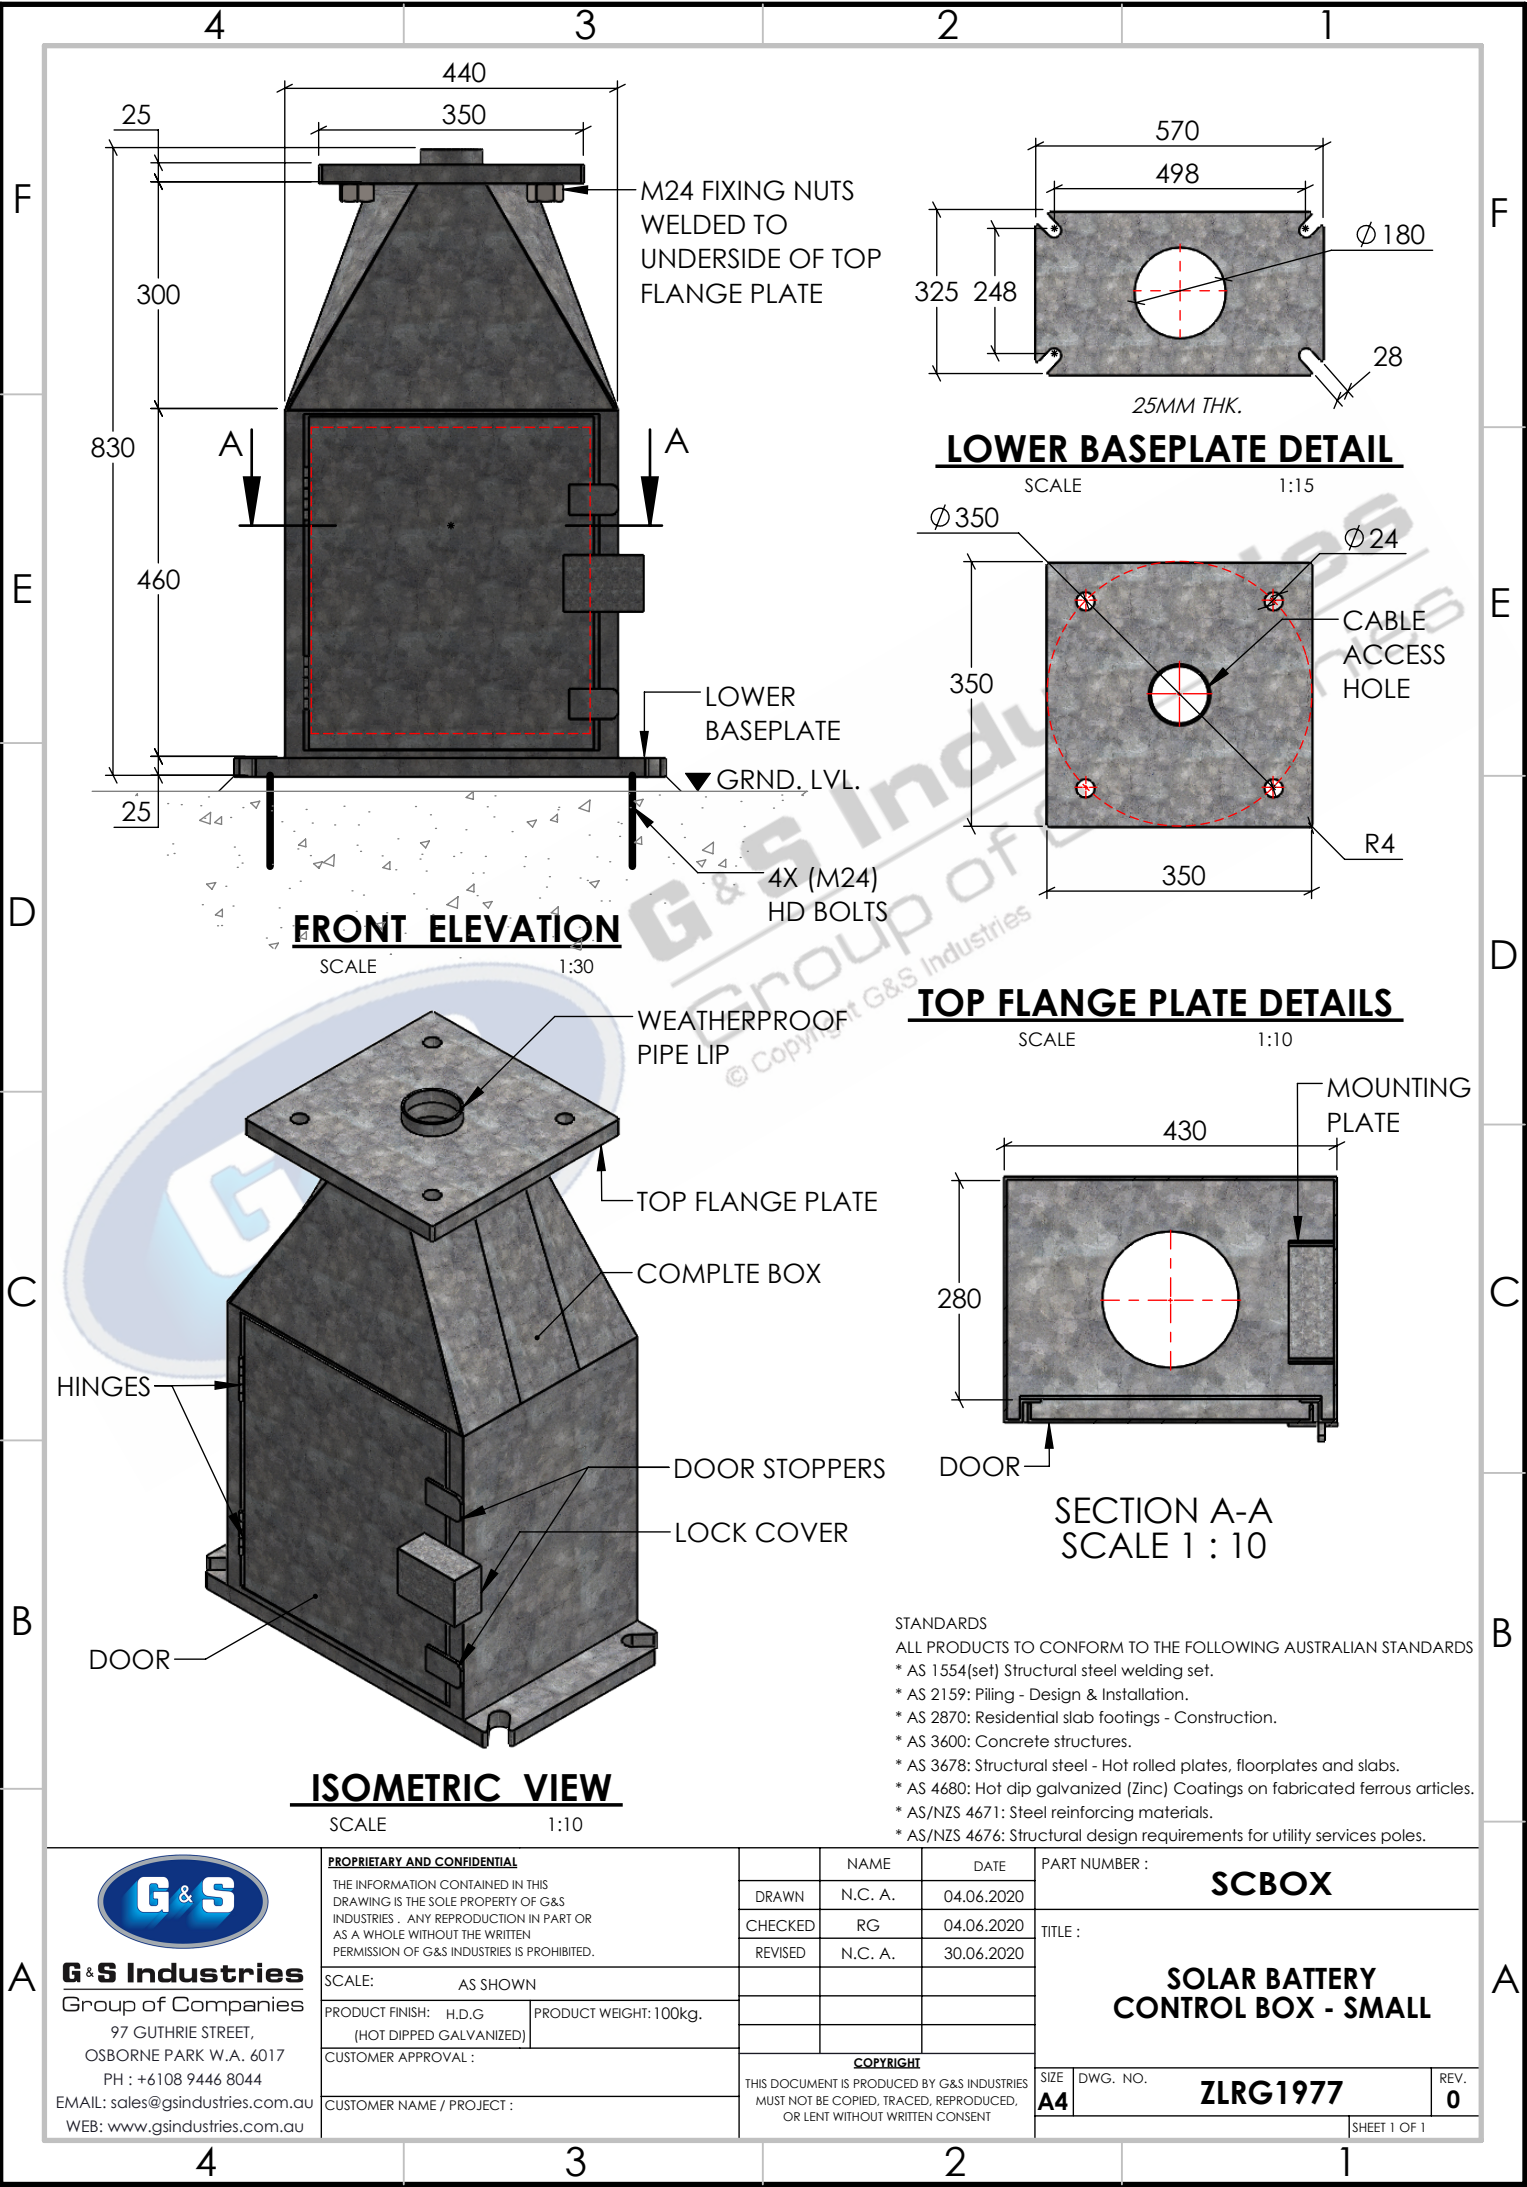 4 3 2 1
F
E
D
C
B
A
F
E
D
C
B
A
440
350
25
300
830
460
25
A A
M24 FIXING NUTS
WELDED TO
UNDERSIDE OF TOP
FLANGE PLATE
LOWER
BASEPLATE
GRND. LVL.
4X (M24)
HD BOLTS
FRONT ELEVATION
SCALE 1:30
570
498
Ø 180
325 248
28
25MM THK.
LOWER BASEPLATE DETAIL
SCALE 1:15
Ø 350
Ø 24
CABLE
ACCESS
HOLE
350
R4
350
TOP FLANGE PLATE DETAILS
SCALE 1:10
G & S Industries
Group of Companies
© Copyright G&S Industries
WEATHERPROOF
PIPE LIP
TOP FLANGE PLATE
COMPLTE BOX
HINGES
DOOR STOPPERS
LOCK COVER
DOOR
ISOMETRIC VIEW
SCALE 1:10
MOUNTING
PLATE
430
280
DOOR
SECTION A-A
SCALE 1 : 10
STANDARDS
ALL PRODUCTS TO CONFORM TO THE FOLLOWING AUSTRALIAN STANDARDS
* AS 1554(set) Structural steel welding set.
* AS 2159: Piling - Design & Installation.
* AS 2870: Residential slab footings - Construction.
* AS 3600: Concrete structures.
* AS 3678: Structural steel - Hot rolled plates, floorplates and slabs.
* AS 4680: Hot dip galvanized (Zinc) Coatings on fabricated ferrous articles.
* AS/NZS 4671: Steel reinforcing materials.
* AS/NZS 4676: Structural design requirements for utility services poles.
G & S
G & S Industries
Group of Companies
97 GUTHRIE STREET,
OSBORNE PARK W.A. 6017
PH : +6108 9446 8044
EMAIL: sales@gsindustries.com.au
WEB: www.gsindustries.com.au
PROPRIETARY AND CONFIDENTIAL
THE INFORMATION CONTAINED IN THIS
DRAWING IS THE SOLE PROPERTY OF G&S
INDUSTRIES . ANY REPRODUCTION IN PART OR
AS A WHOLE WITHOUT THE WRITTEN
PERMISSION OF G&S INDUSTRIES IS PROHIBITED.
SCALE: AS SHOWN
PRODUCT FINISH: H.D.G
(HOT DIPPED GALVANIZED)
PRODUCT WEIGHT: 100kg.
CUSTOMER APPROVAL :
CUSTOMER NAME / PROJECT :
NAME DATE
DRAWN N.C. A. 04.06.2020
CHECKED RG 04.06.2020
REVISED N.C. A. 30.06.2020
COPYRIGHT
THIS DOCUMENT IS PRODUCED BY G&S INDUSTRIES
MUST NOT BE COPIED, TRACED, REPRODUCED,
OR LENT WITHOUT WRITTEN CONSENT
PART NUMBER :
SCBOX
TITLE :
SOLAR BATTERY
CONTROL BOX - SMALL
SIZE
A4
DWG. NO.
ZLRG1977
REV.
0
SHEET 1 OF 1
4 3 2 1